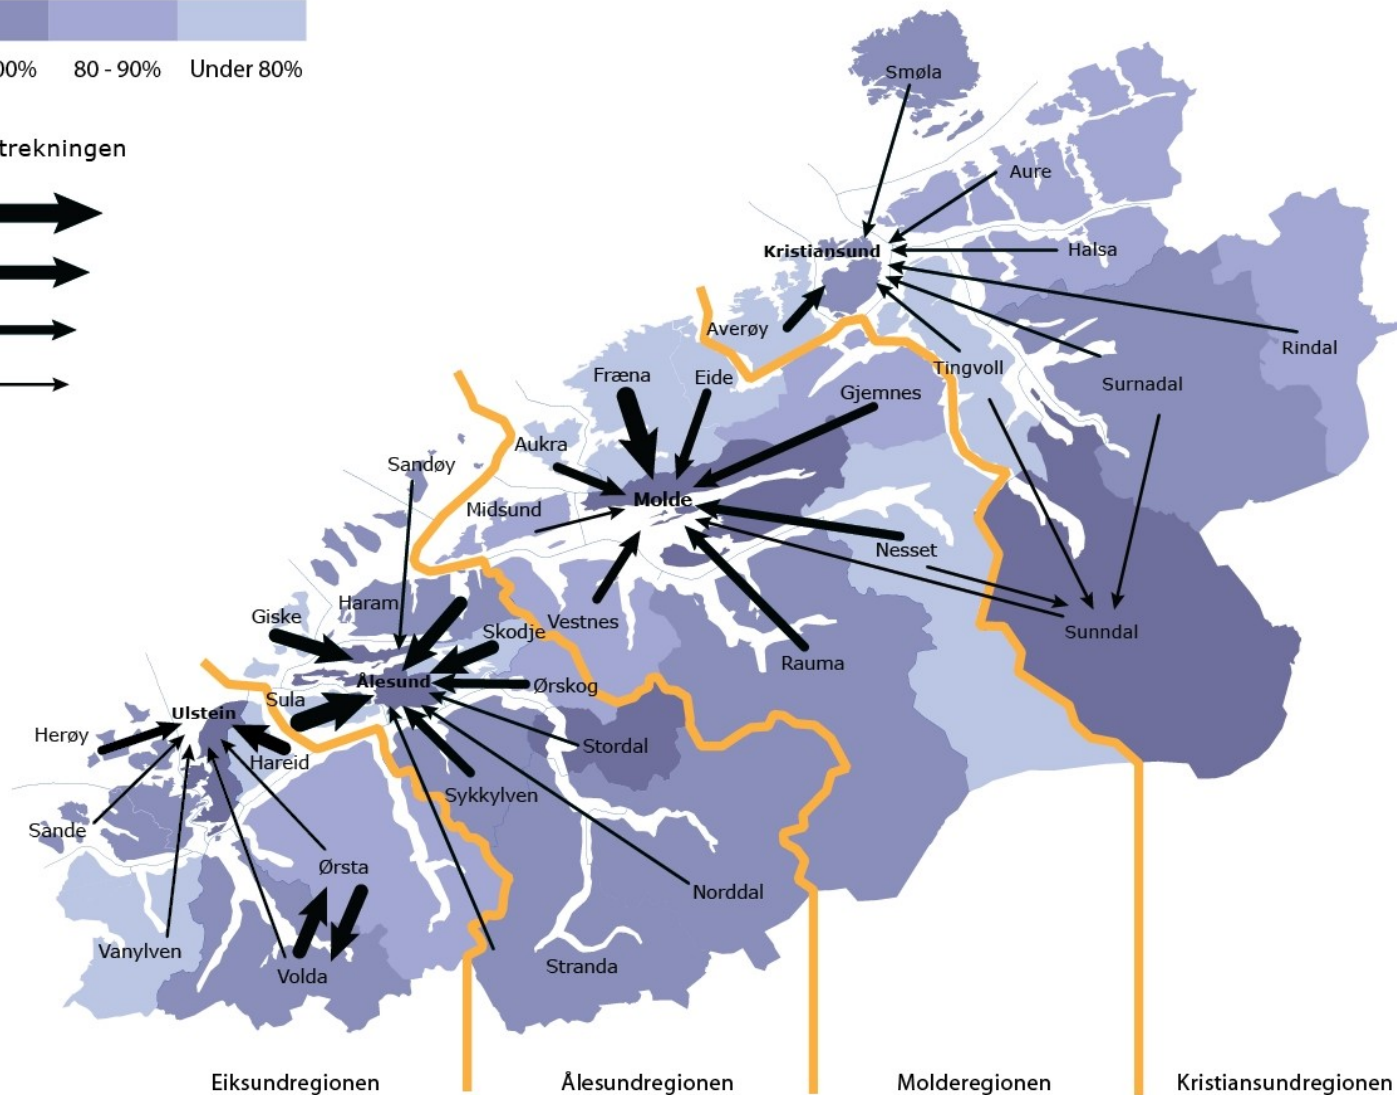 00% 80 - 90% Under 80%
trekningen
Smøla
Aure
Kristiansund
Halsa
Averøy
Rindal
Tingvoll
Surnadal
Fræna
Eide
Gjemnes
Aukra
Sandøy
Molde
Midsund
Nesset
Haram
Giske
Vestnes
Skodje
Sunndal
Rauma
Ålesund
Ørskog
Sula
Ulstein
Herøy
Stordal
Hareid
Sykkylven
Sande
Ørsta
Norddal
Vanylven
Volda
Stranda
Eiksundregionen Ålesundregionen Molderegionen Kristiansundregionen